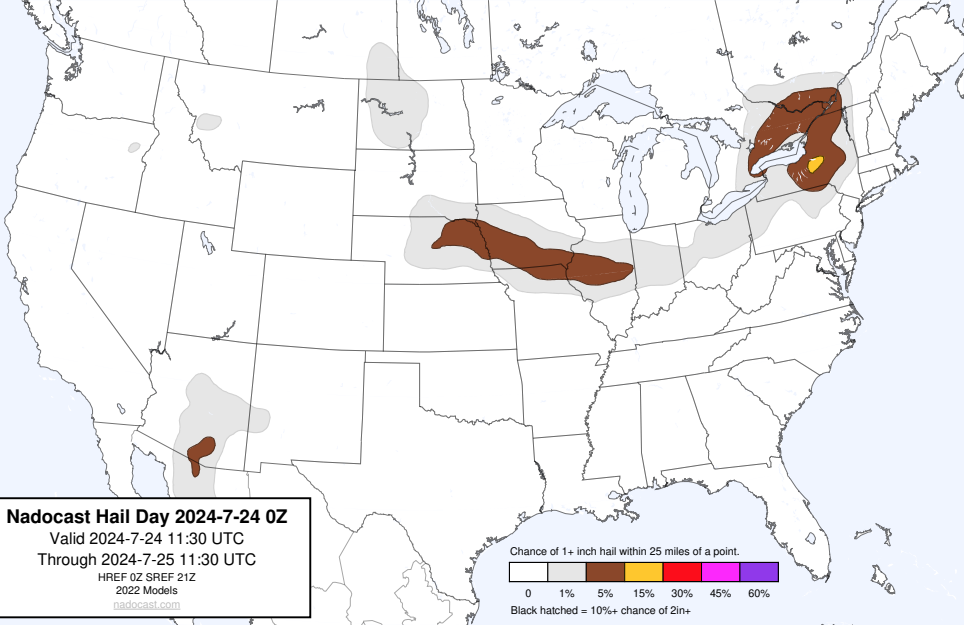 Nadocast Hail Day 2024-7-24 0Z
Valid 2024-7-24 11:30 UTC
Through 2024-7-25 11:30 UTC
HREF 0Z SREF 21Z
2022 Models
nadocast.com
Chance of 1+ inch hail within 25 miles of a point.
0 1% 5% 15% 30% 45% 60%
Black hatched = 10%+ chance of 2in+